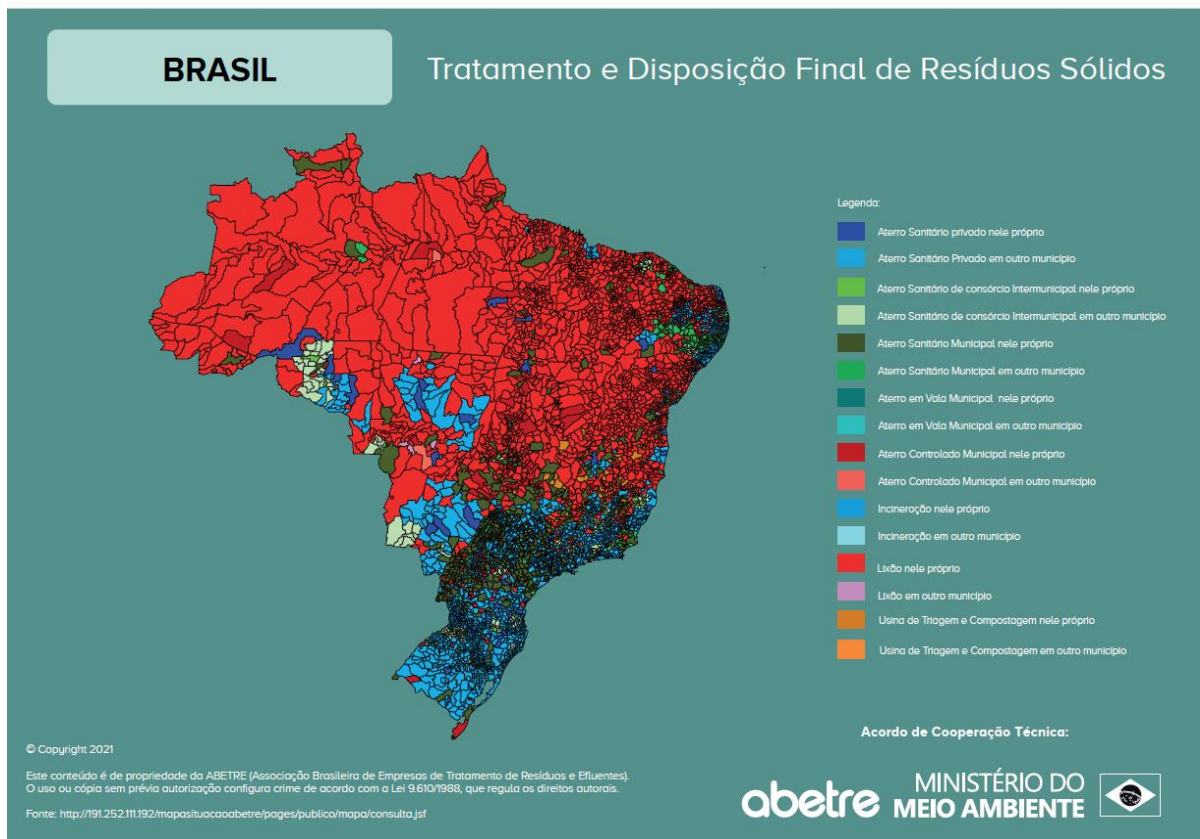 BRASIL
Tratamento e Disposição Final de Resíduos Sólidos
Legenda:
Aterro Sanitário privado nele próprio
Aterro Sanitário Privado em outro município
Aterro Sanitário de consórcio Intermunicipal nele próprio
Aterro Sanitário de consórcio Intermunicipal em outro município
Aterro Sanitário Municipal nele próprio
Aterro Sanitário Municipal em outro município
Aterro em Vala Municipal nele próprio
Aterro em Vala Municipal em outro município
Aterro Controlado Municipal nele próprio
Aterro Controlado Municipal em outro município
Incineração nele próprio
Incineração em outro município
Lixão nele próprio
Lixão em outro município
Usina de Triagem e Compostagem nele próprio
Usina de Triagem e Compostagem em outro município
Acordo de Cooperação Técnica:
© Copyright 2021
Este conteúdo é de propriedade da ABETRE (Associação Brasileira de Empresas de Tratamento de Resíduos e Efluentes).
O uso ou cópia sem prévia autorização configura crime de acordo com a Lei 9.610/1988, que regula os direitos autorais.
Fonte: http://191.252.111.192/mapasituacaoabetre/pages/publico/mapa/consulta.jsf
abetre
MINISTÉRIO DO
MEIO AMBIENTE